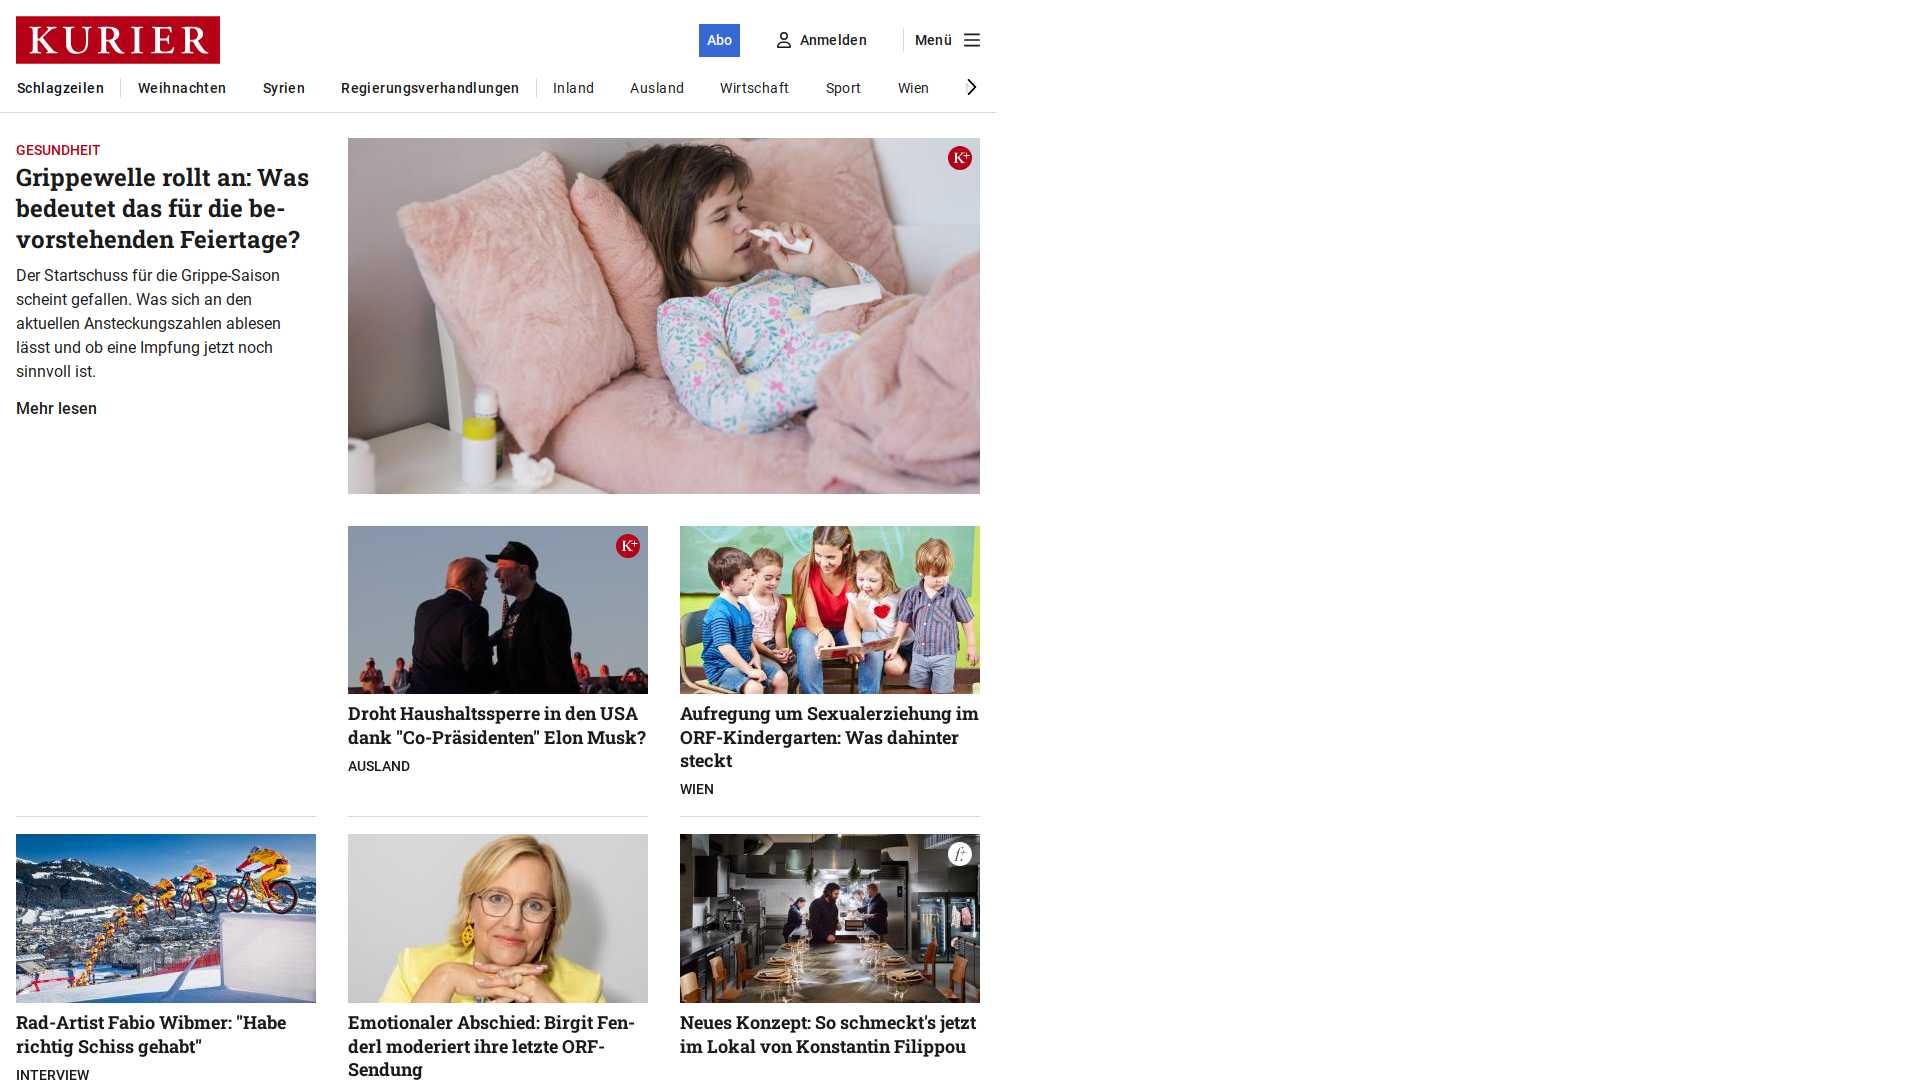 KURIER
Abo
Anmelden
Menü
Schlagzeilen
Weihnachten
Syrien
Regierungsverhandlungen
Inland
Ausland
Wirtschaft
Sport
Wien
GESUNDHEIT
Grippewelle rollt an: Was
bedeutet das für die be-
vorstehenden Feiertage?
Der Startschuss für die Grippe-Saison
scheint gefallen. Was sich an den
aktuellen Ansteckungszahlen ablesen
lässt und ob eine Impfung jetzt noch
sinnvoll ist.
Mehr lesen
K+
K+
Droht Haushaltssperre in den USA
dank "Co-Präsidenten" Elon Musk?
AUSLAND
Aufregung um Sexualerziehung im
ORF-Kindergarten: Was dahinter
steckt
WIEN
Rad-Artist Fabio Wibmer: "Habe
richtig Schiss gehabt"
INTERVIEW
Emotionaler Abschied: Birgit Fen-
derl moderiert ihre letzte ORF-
Sendung
f+
Neues Konzept: So schmeckt's jetzt
im Lokal von Konstantin Filippou